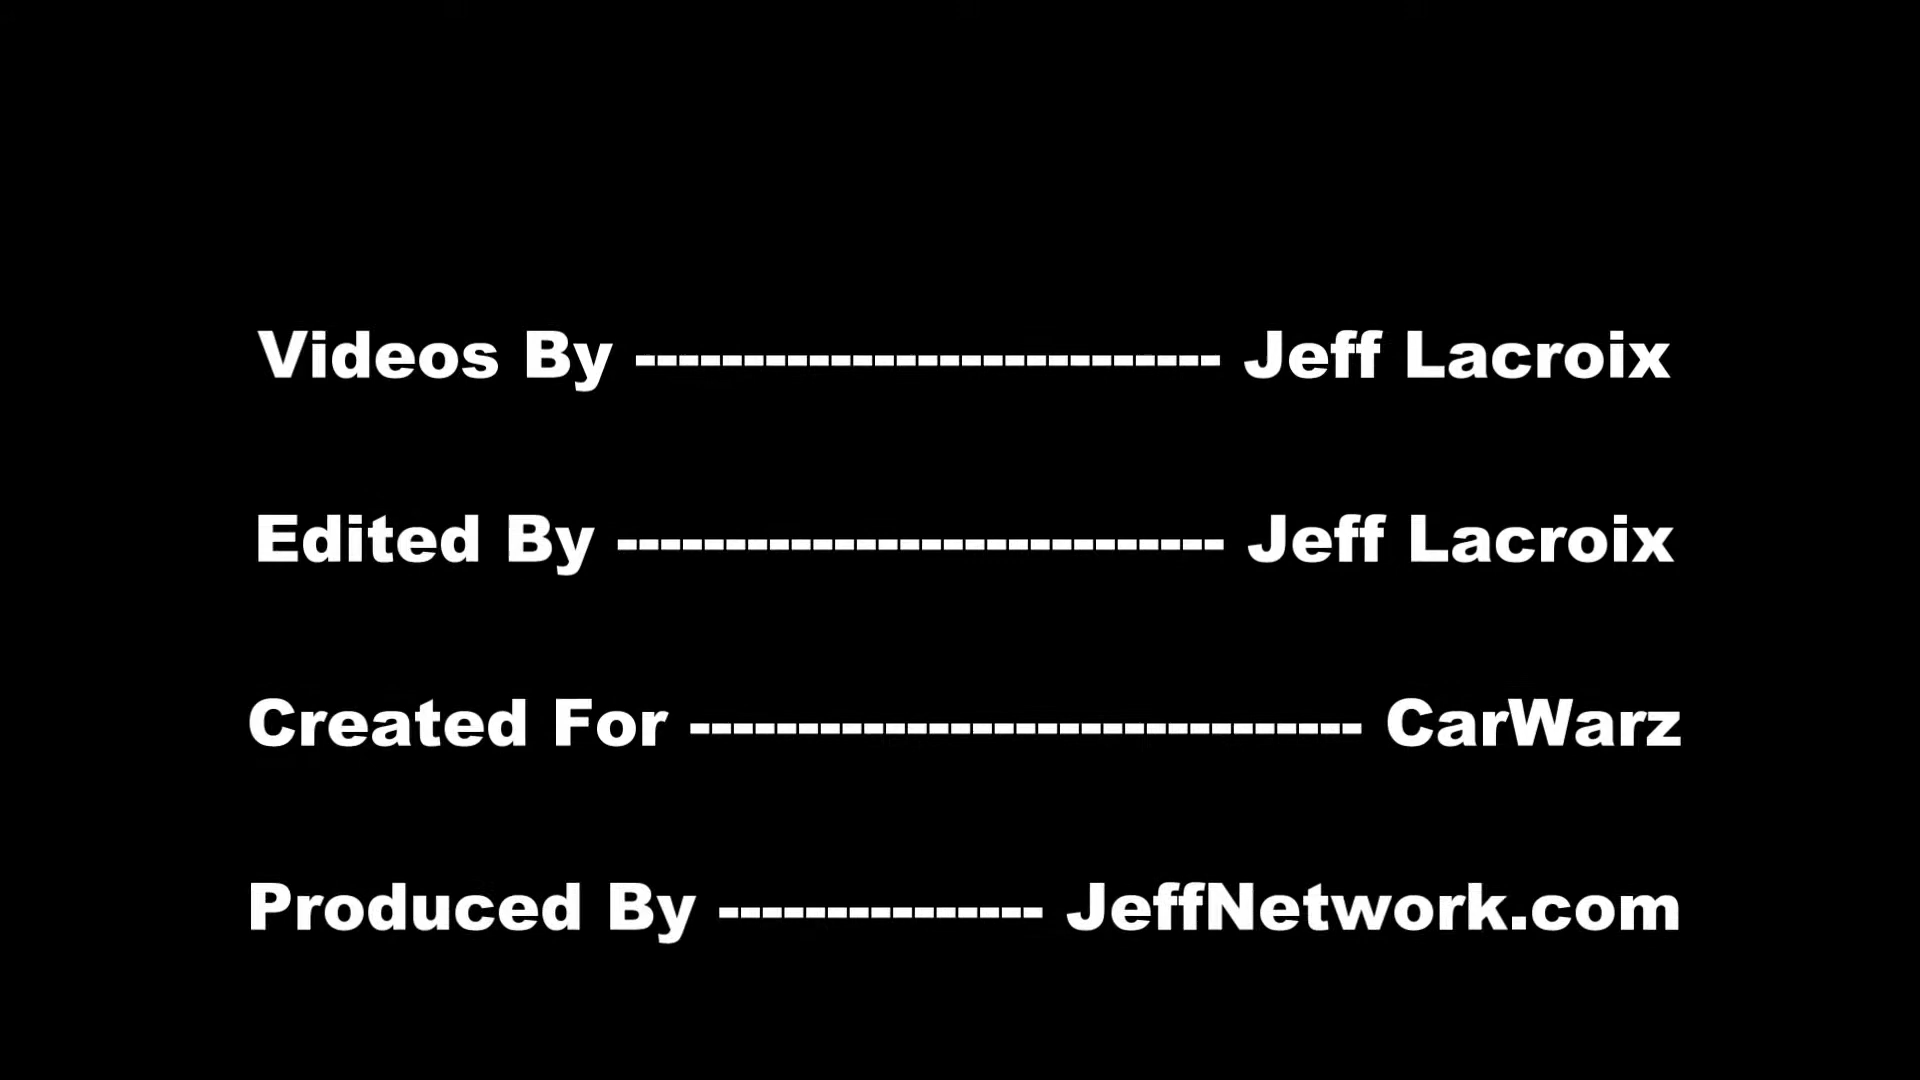 Videos By --------------------------- Jeff Lacroix
Edited By ---------------------------- Jeff Lacroix
Created For ------------------------------- CarWarz
Produced By --------------- JeffNetwork.com